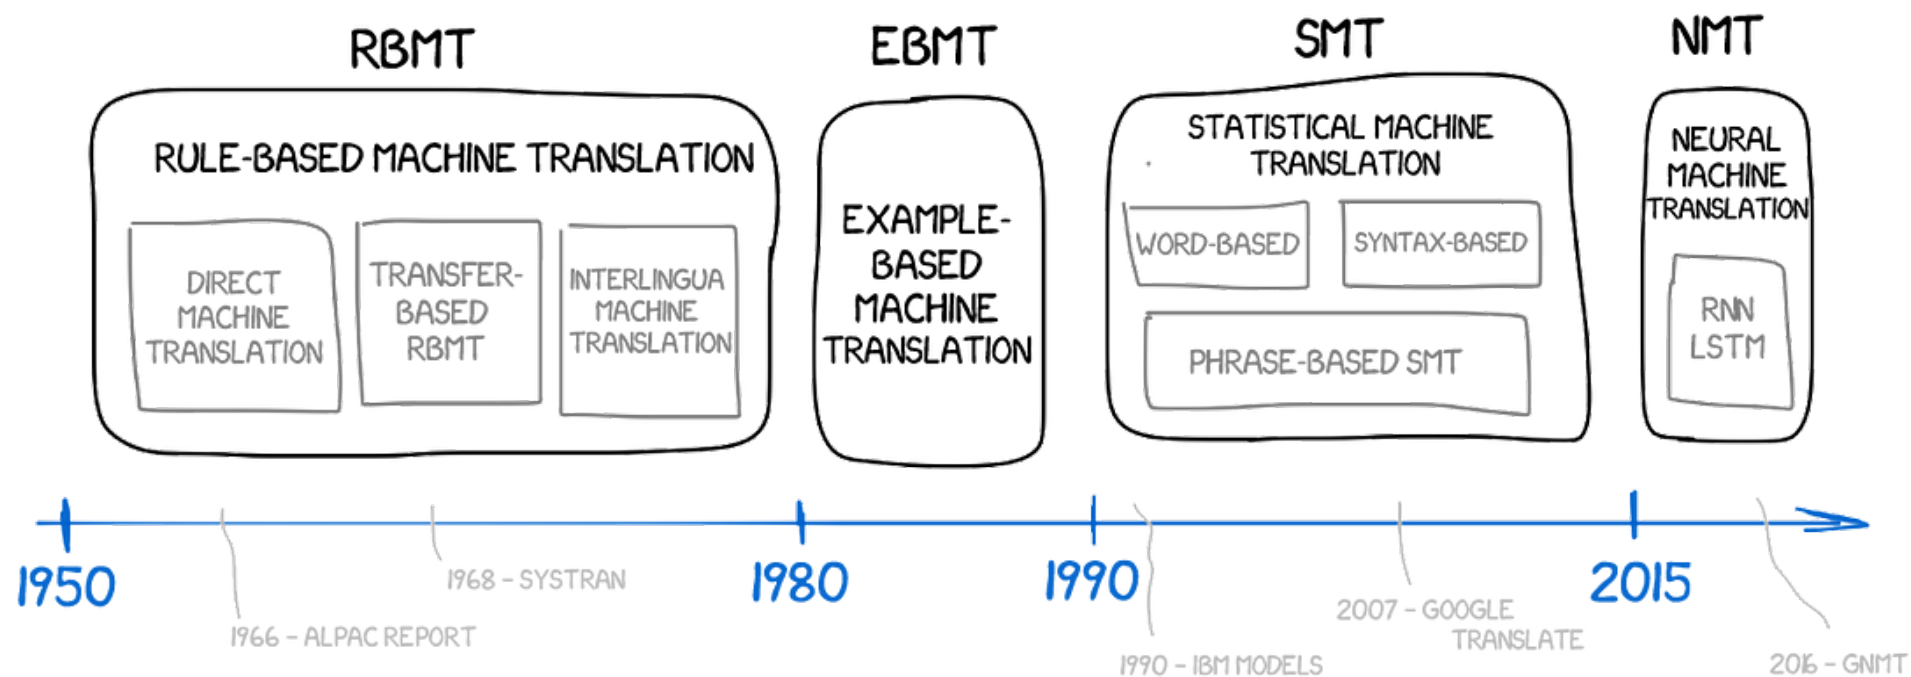 RBMT
EBMT
SMT
NMT
RULE-BASED MACHINE TRANSLATION
DIRECT
MACHINE
TRANSLATION
TRANSFER-
BASED
RBMT
INTERLINGUA
MACHINE
TRANSLATION
EXAMPLE-
BASED
MACHINE
TRANSLATION
STATISTICAL MACHINE
TRANSLATION
WORD-BASED
SYNTAX-BASED
PHRASE-BASED SMT
NEURAL
MACHINE
TRANSLATION
RNN
LSTM
1950
1980
1990
2015
1966 - ALPAC REPORT
1968 - SYSTRAN
1990 - IBM MODELS
2007 - GOOGLE
TRANSLATE
2016 - GNMT